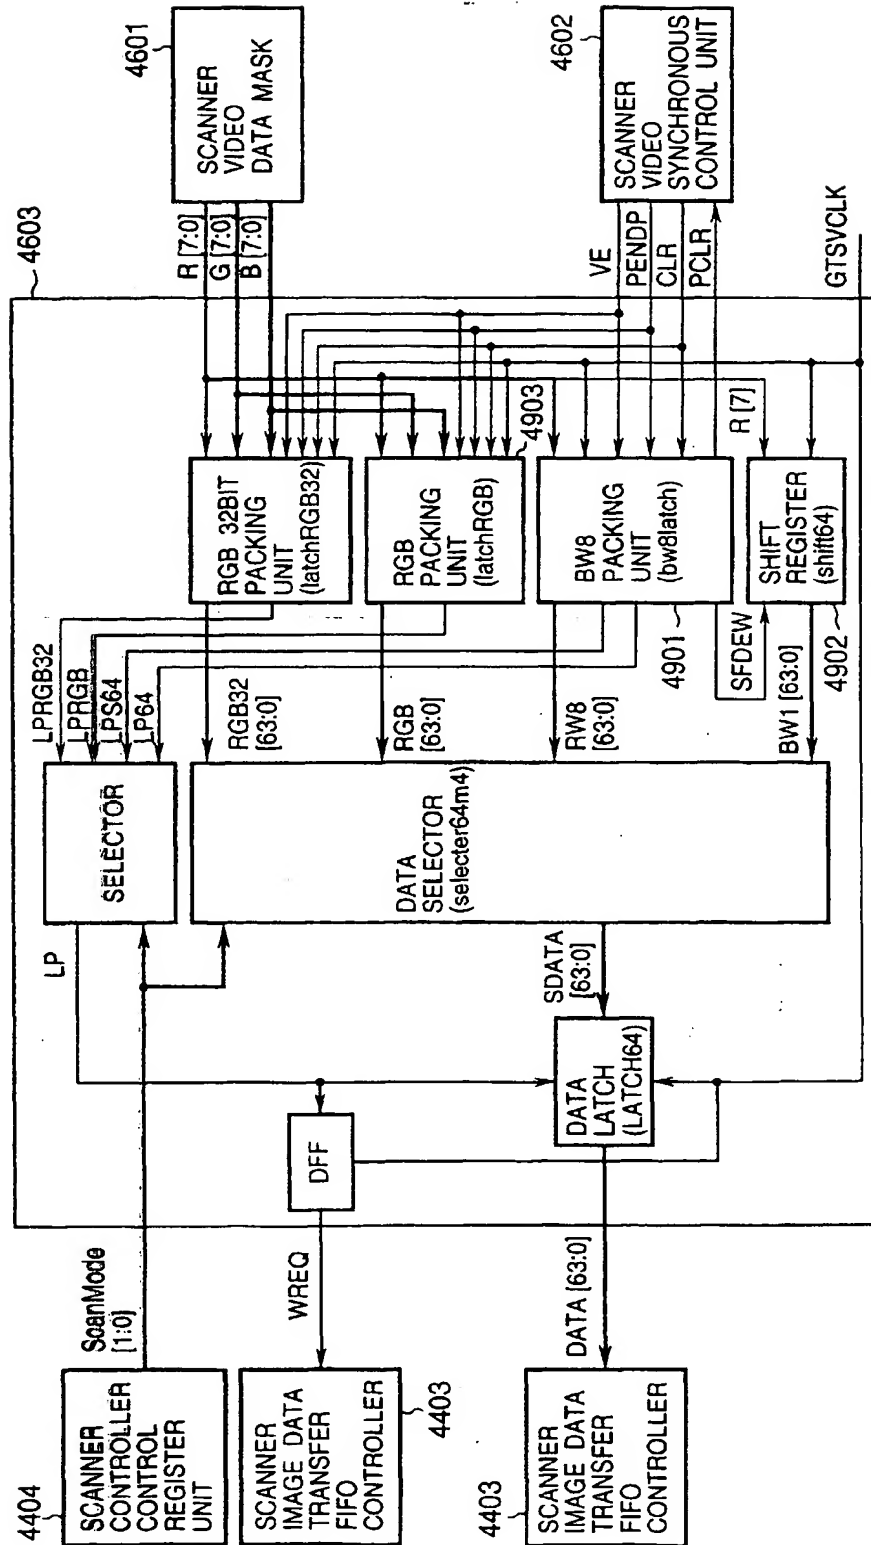 4603
4601
SCANNER
VIDEO
DATA MASK
4602
SCANNER
VIDEO
SYNCHRONOUS
CONTROL UNIT
R [7:0]
G [7:0]
B [7:0]
VE
PENDP
CLR
PCLR
GTSVCLK
RGB 32BIT
PACKING
UNIT
(latchRGB32)
4903
RGB
PACKING
UNIT
(latchRGB)
BW8
PACKING
UNIT
(bw8latch)
4901
R [7]
SHIFT
REGISTER
(shift64)
4902
SFDEW
LPRGB32
LPRGB
LPS64
LP64
RGB32
[63:0]
RGB
[63:0]
RW8
[63:0]
BW1 [63:0]
SELECTOR
DATA
SELECTOR
(selecter64m4)
LP
SDATA
[63:0]
DFF
DATA
LATCH
(LATCH64)
ScanMode
[1:0]
WREQ
DATA [63:0]
4404
SCANNER
CONTROLLER
CONTROL
REGISTER
UNIT
4403
SCANNER
IMAGE DATA
TRANSFER
FIFO
CONTROLLER
4403
SCANNER
IMAGE DATA
TRANSFER
FIFO
CONTROLLER